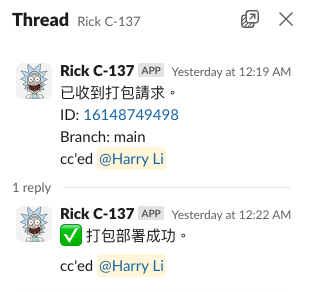 Thread Rick C-137
Rick C-137 APP Yesterday at 12:19 AM
已收到打包請求。
ID: 16148749498
Branch: main
cc'ed @Harry Li
1 reply
Rick C-137 APP Yesterday at 12:22 AM
✅ 打包部署成功。
cc'ed @Harry Li